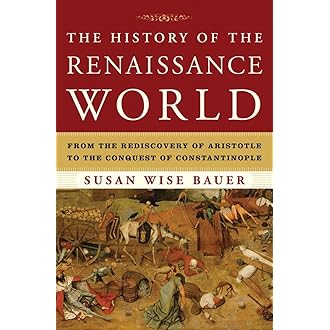 THE HISTORY OF THE
RENAISSANCE
WORLD
FROM THE REDISCOVERY OF ARISTOTLE
TO THE CONQUEST OF CONSTANTINOPLE
SUSAN WISE BAUER